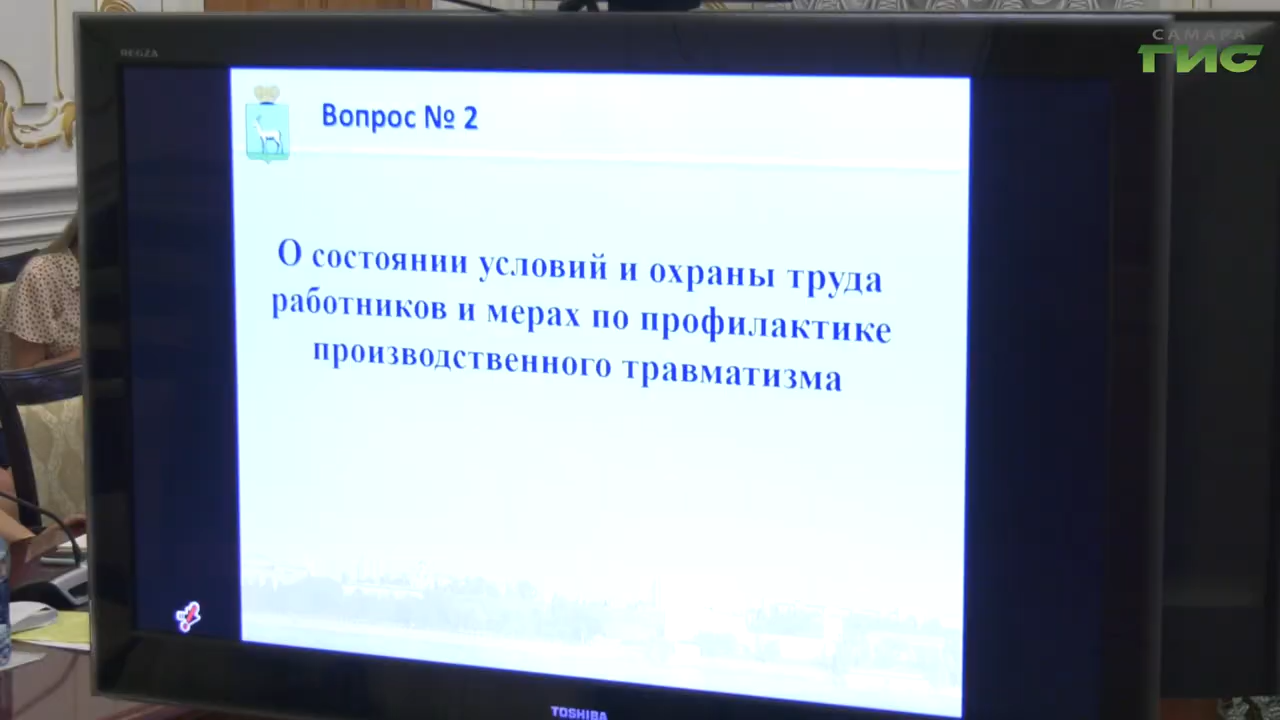 REGZA
САМАРА
ГИС
Вопрос № 2
О состоянии условий и охраны труда
работников и мерах по профилактике
производственного травматизма
TOSHIBA